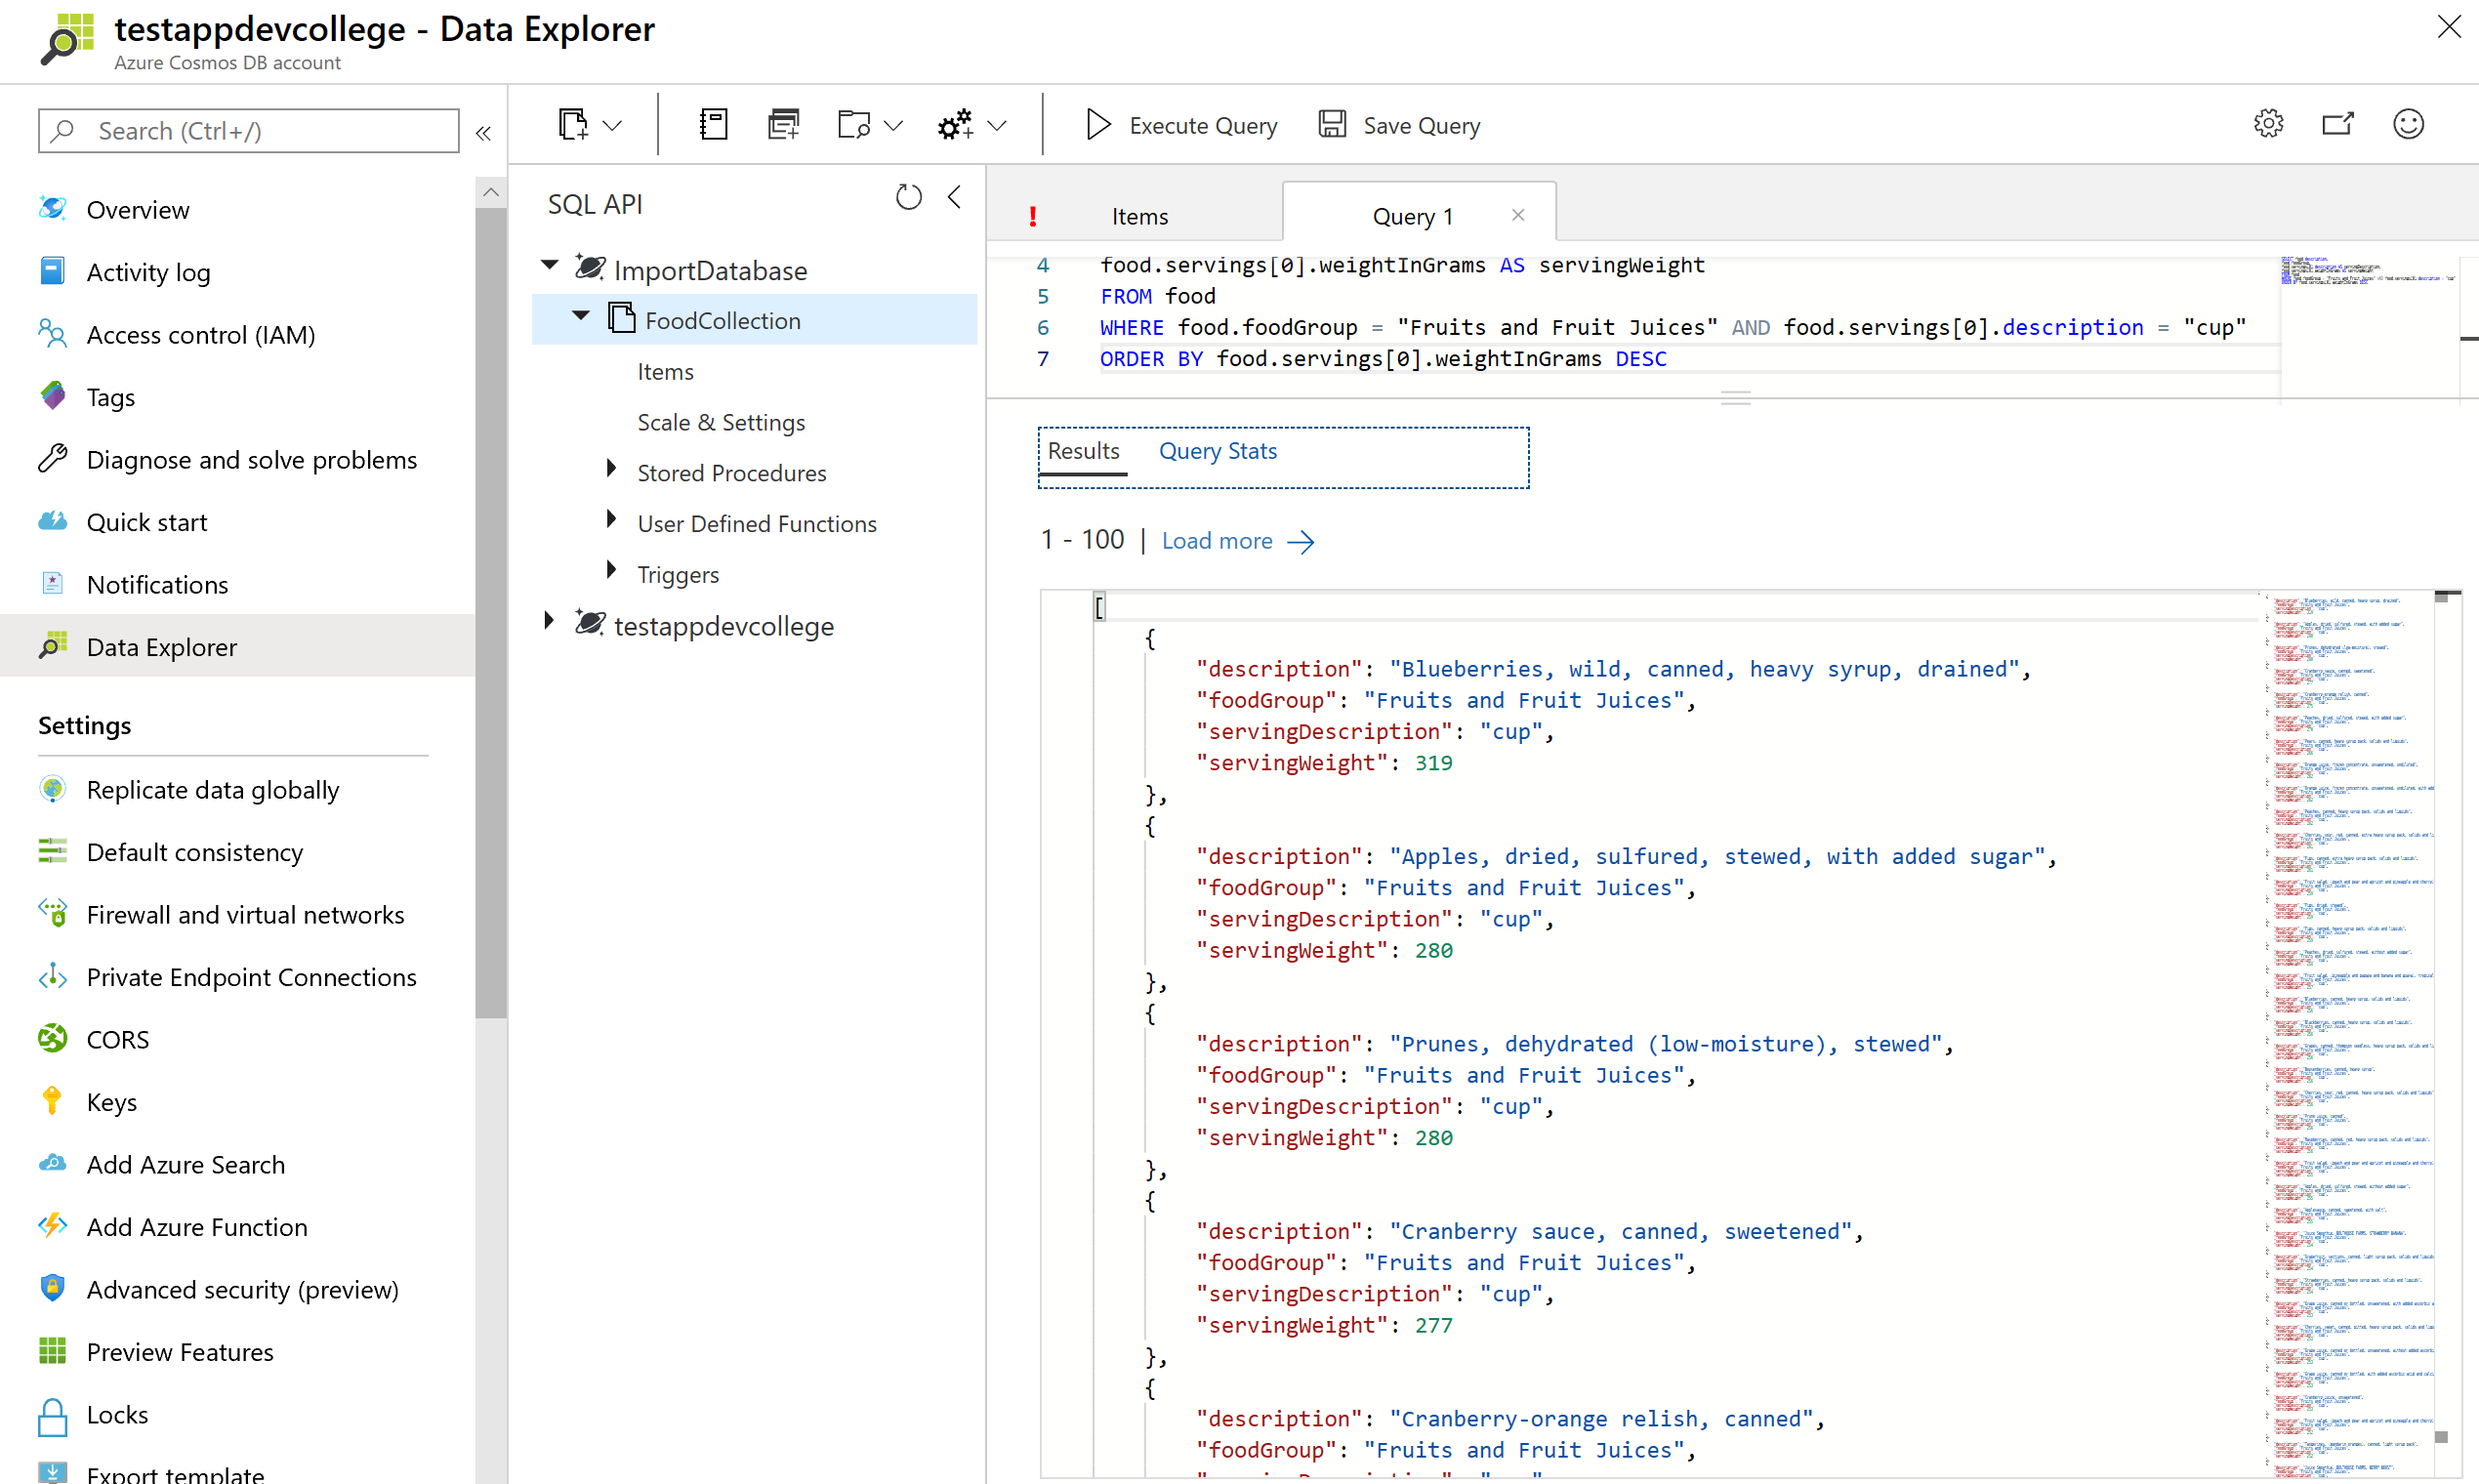 testappdevcollege - Data Explorer
Azure Cosmos DB account
Search (Ctrl+/)
Overview
Activity log
Access control (IAM)
Tags
Diagnose and solve problems
Quick start
Notifications
Data Explorer
Settings
Replicate data globally
Default consistency
Firewall and virtual networks
Private Endpoint Connections
CORS
Keys
Add Azure Search
Add Azure Function
Advanced security (preview)
Preview Features
Locks
Export template
Execute Query
Save Query
SQL API
ImportDatabase
FoodCollection
Items
Scale & Settings
Stored Procedures
User Defined Functions
Triggers
testappdevcollege
! Items
Query 1
4 food.servings[0].weightInGrams AS servingWeight
5 FROM food
6 WHERE food.foodGroup = "Fruits and Fruit Juices" AND food.servings[0].description = "cup"
7 ORDER BY food.servings[0].weightInGrams DESC
Results Query Stats
1 - 100 | Load more
[
{
"description": "Blueberries, wild, canned, heavy syrup, drained",
"foodGroup": "Fruits and Fruit Juices",
"servingDescription": "cup",
"servingWeight": 319
},
{
"description": "Apples, dried, sulfured, stewed, with added sugar",
"foodGroup": "Fruits and Fruit Juices",
"servingDescription": "cup",
"servingWeight": 280
},
{
"description": "Prunes, dehydrated (low-moisture), stewed",
"foodGroup": "Fruits and Fruit Juices",
"servingDescription": "cup",
"servingWeight": 280
},
{
"description": "Cranberry sauce, canned, sweetened",
"foodGroup": "Fruits and Fruit Juices",
"servingDescription": "cup",
"servingWeight": 277
},
{
"description": "Cranberry-orange relish, canned",
"foodGroup": "Fruits and Fruit Juices",